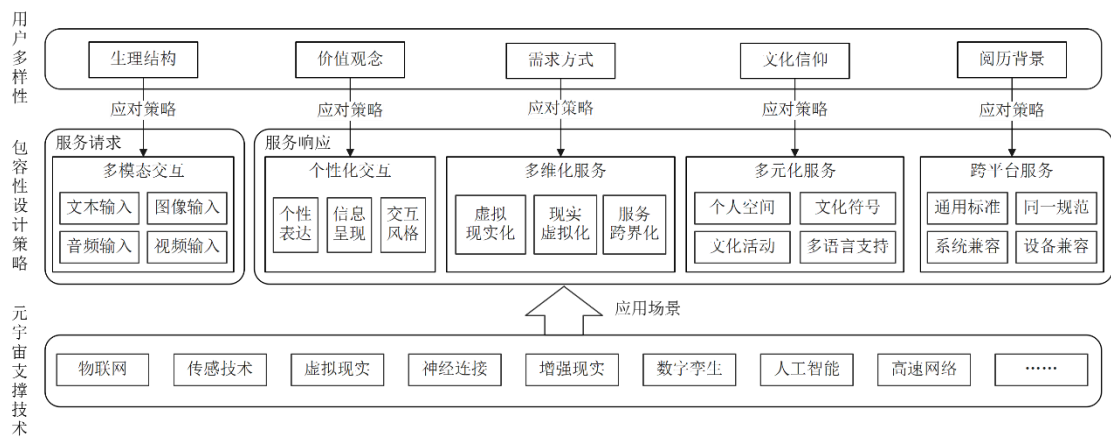 用户多样性
生理结构
价值观念
需求方式
文化信仰
阅历背景
应对策略
应对策略
应对策略
应对策略
应对策略
包容性设计策略
服务请求
多模态交互
文本输入
图像输入
音频输入
视频输入
服务响应
个性化交互
个性
表达
信息
呈现
交互
风格
多维化服务
虚拟
现实化
现实
虚拟化
服务
跨界化
多元化服务
个人空间
文化符号
文化活动
多语言支持
跨平台服务
通用标准
同一规范
系统兼容
设备兼容
应用场景
元宇宙支撑技术
物联网
传感技术
虚拟现实
神经连接
增强现实
数字孪生
人工智能
高速网络
……